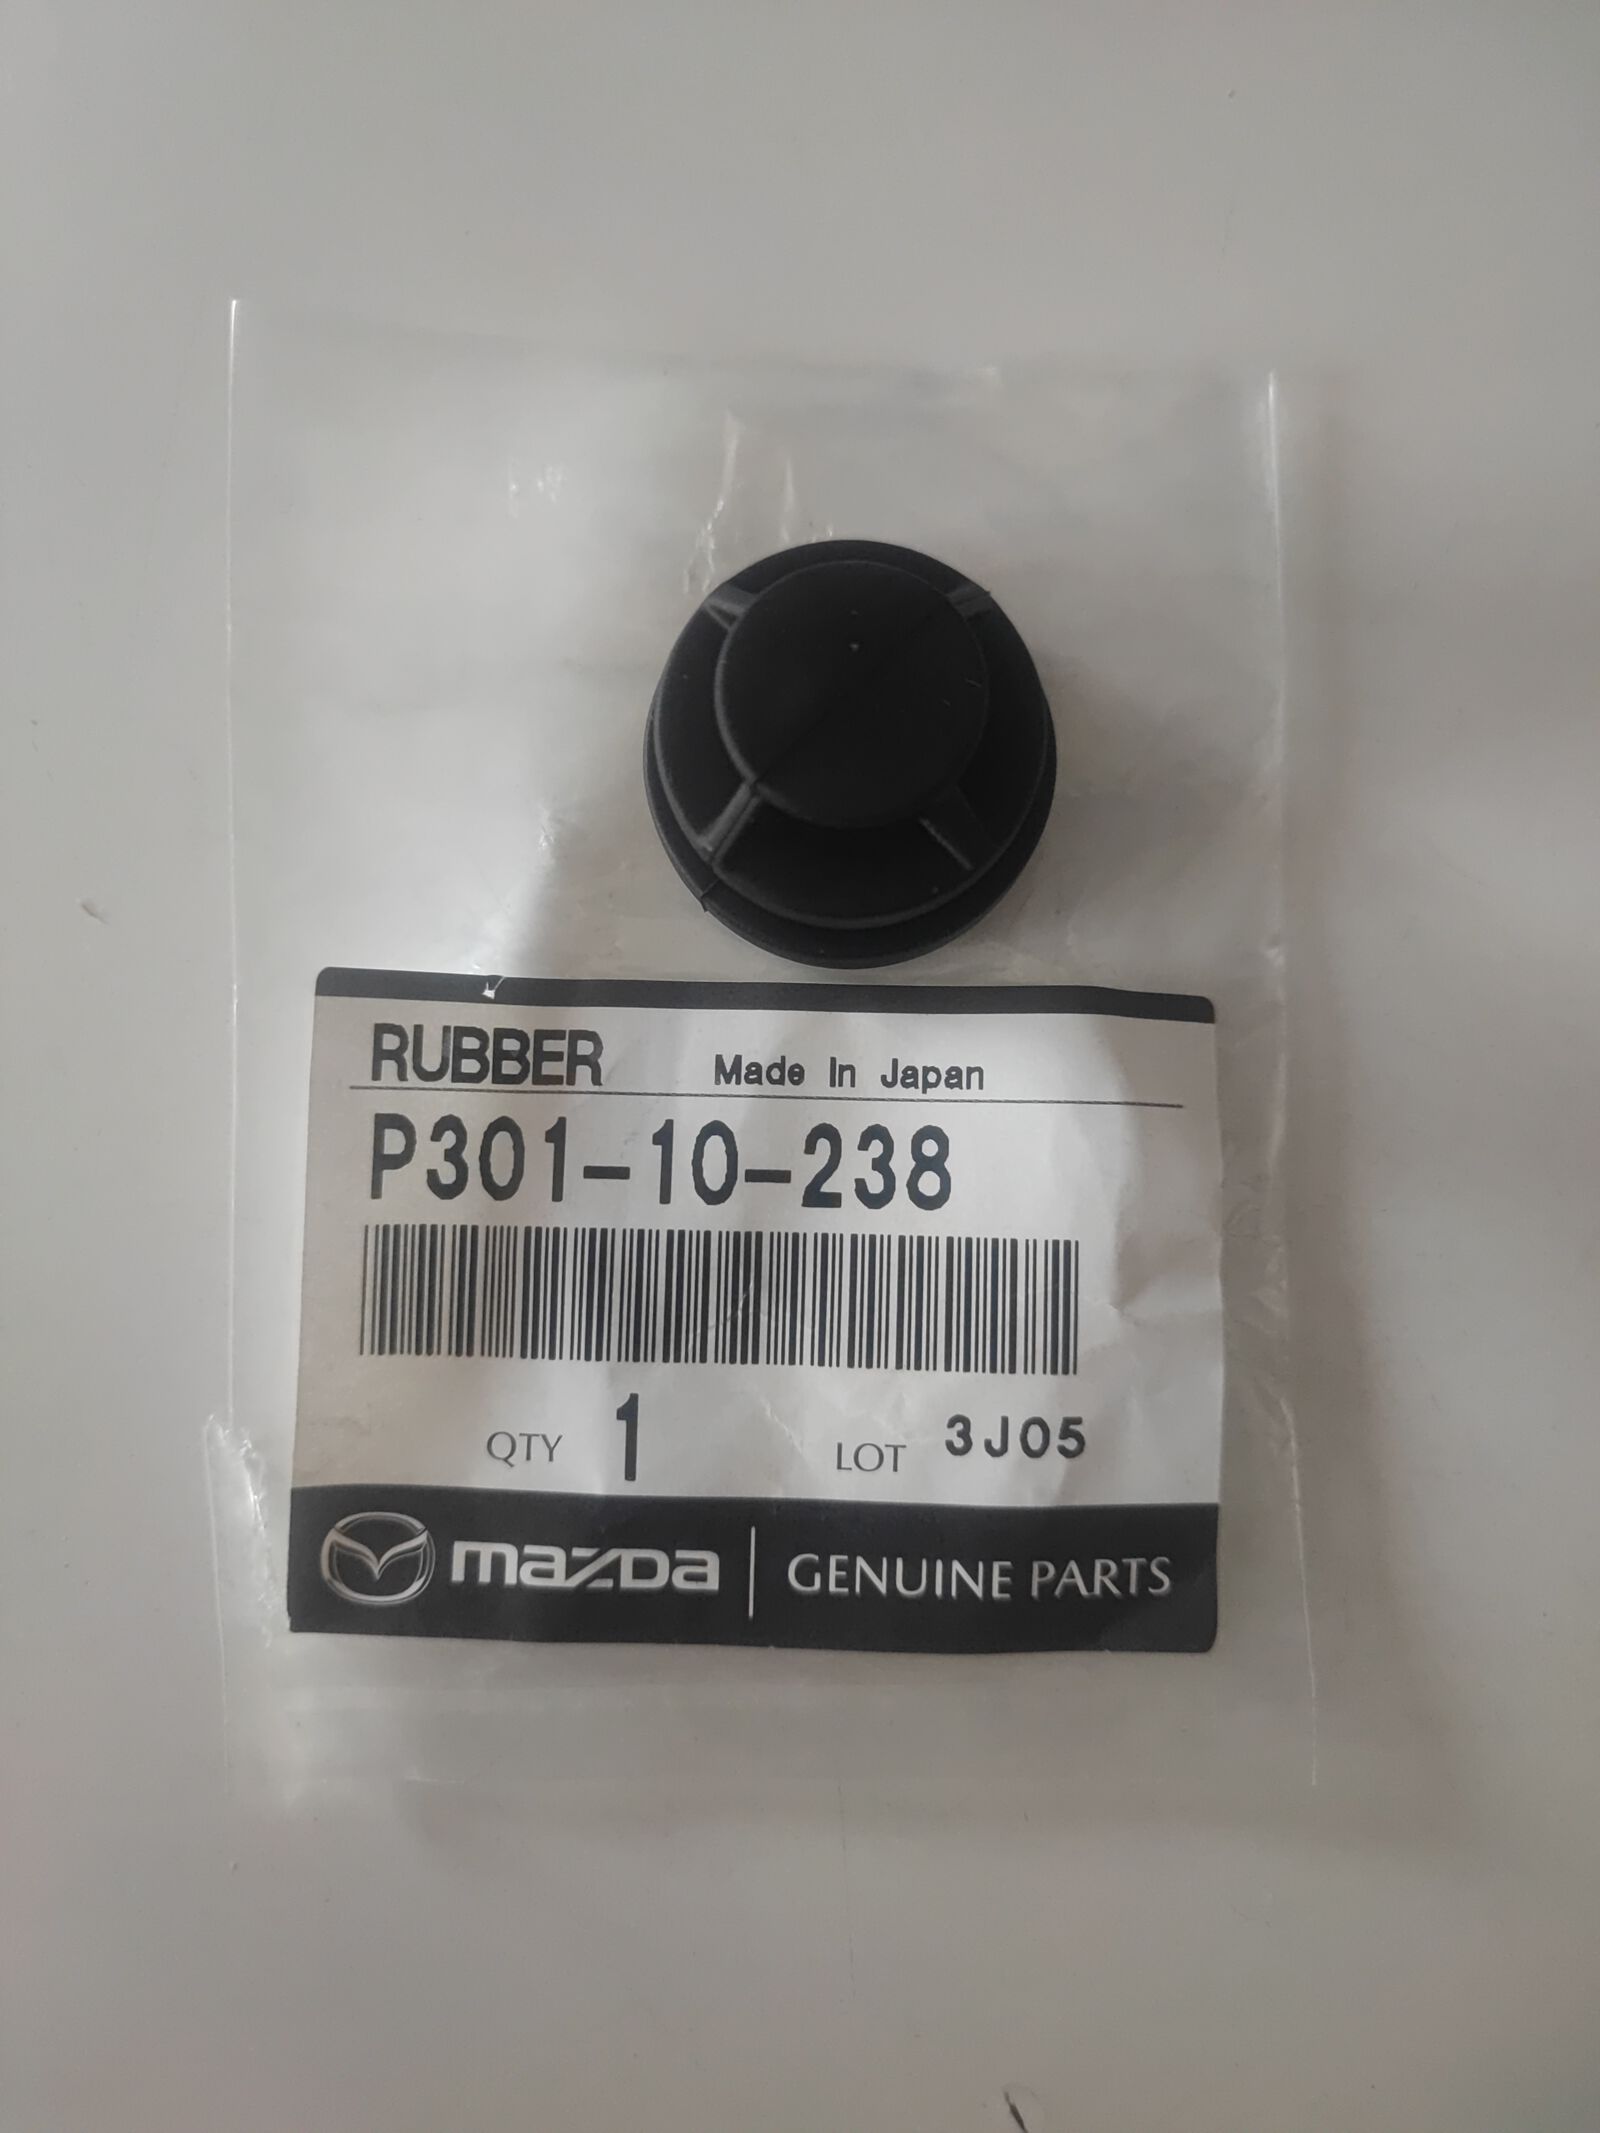 RUBBER Made In Japan
P301-10-238
QTY 1 LOT 3J05
mazda GENUINE PARTS